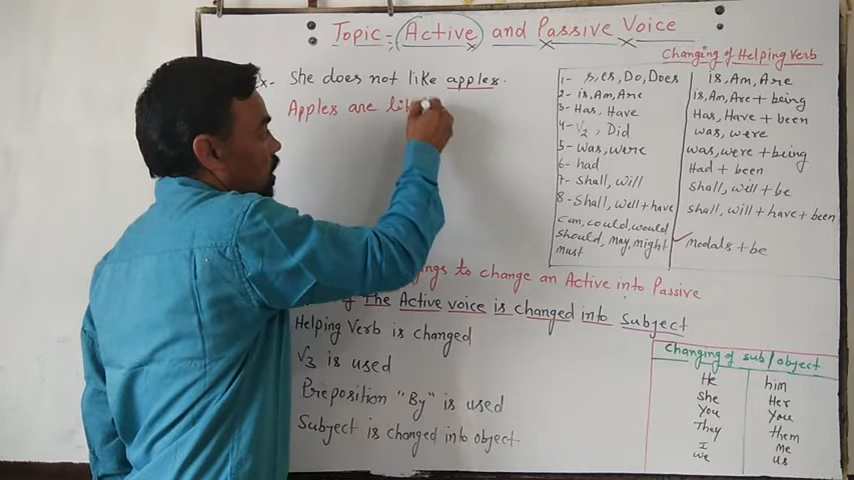 Topic:- Active and Passive Voice
Changing of Helping Verb
x- She does not like apples.
Apples are li
1- s, es, Do, Does is, Am, Are
2- is, Am, Are is, Am, Are + being
3- Has, Have Has, Have + been
4- V2, Did was, were
5- was, were was, were + being
6- had Had + been
7- Shall, will Shall, will + be
8- Shall, will + have shall, will + have + been
can, could, would
should, may, might Modals + be
must
to change an Active into Passive
The Active voice is changed into Subject
Helping Verb is changed
V3 is used
Preposition "By" is used
Subject is changed into object
Changing of sub/object
He him
She Her
You You
They them
I Me
We us